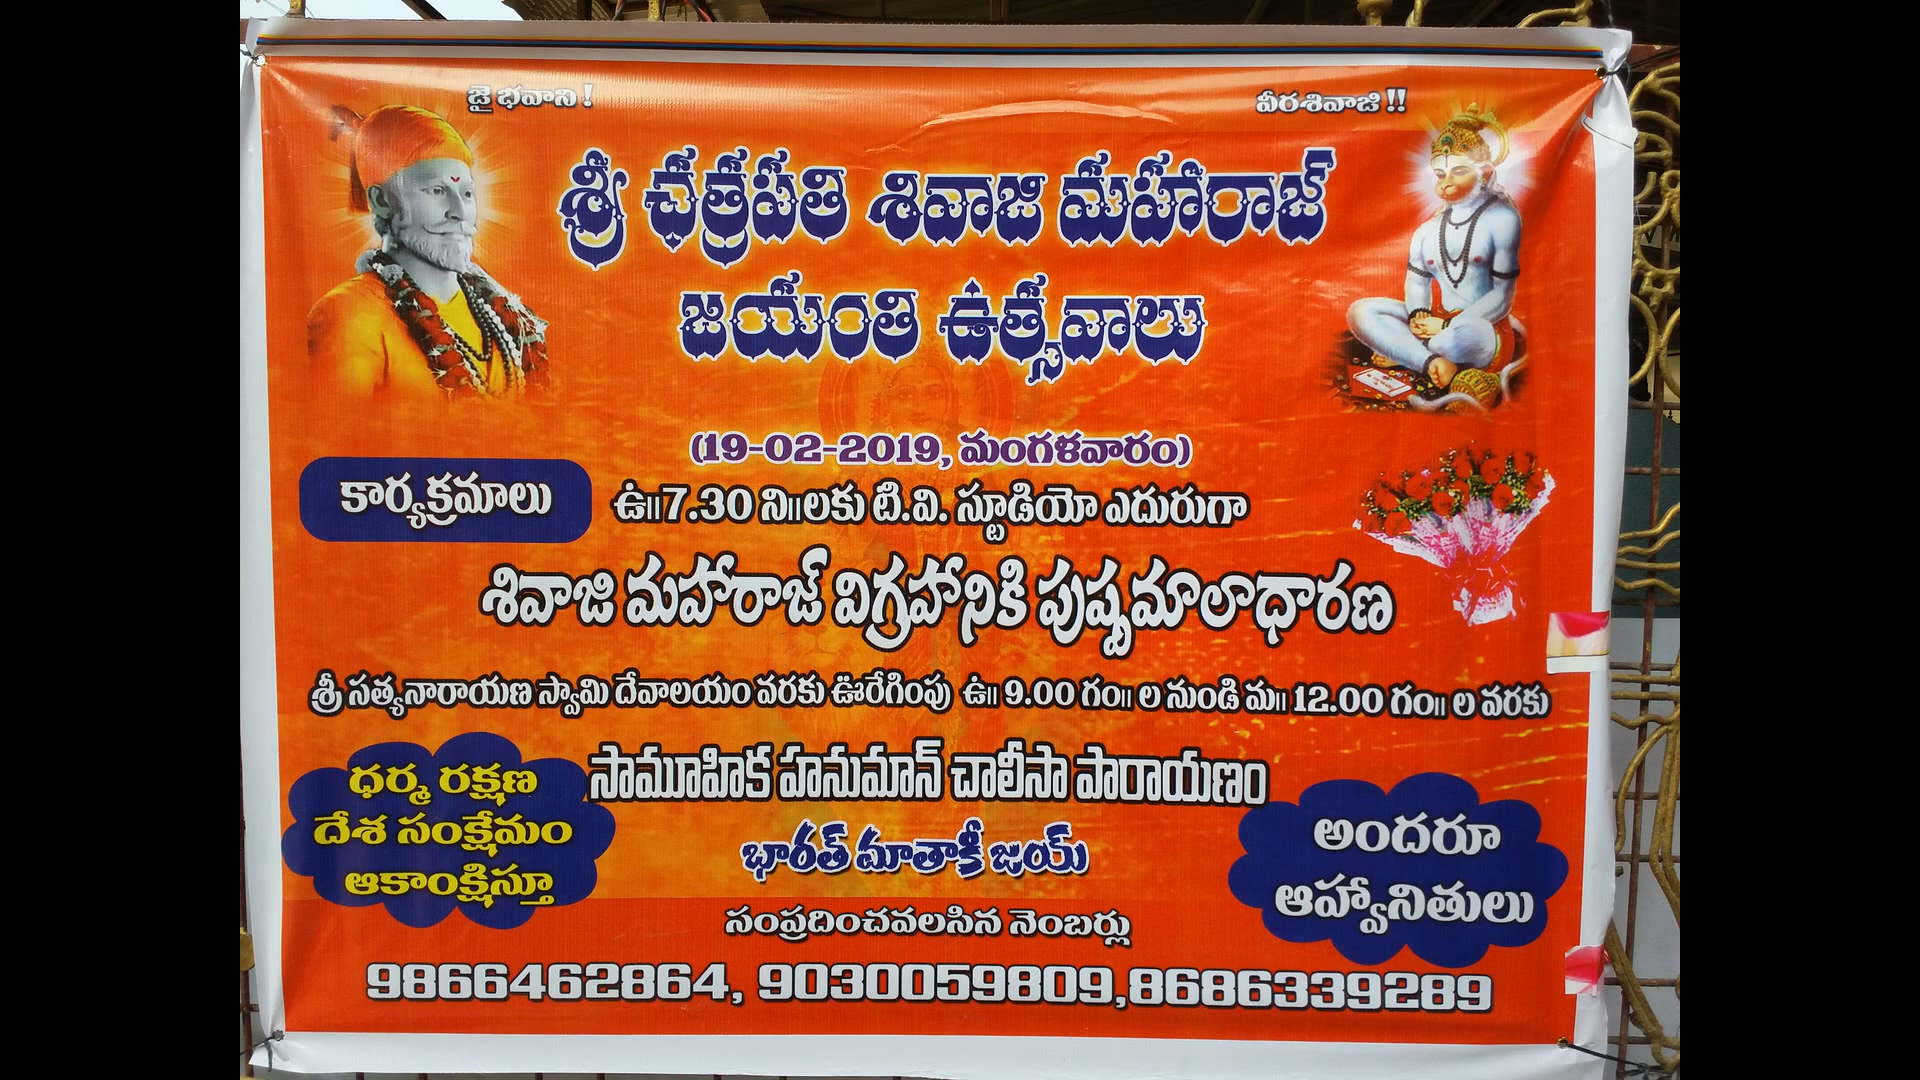 జై భవాని !
వీరశివాజి !!
శ్రీ ఛత్రపతి శివాజి మహారాజ్
జయంతి ఉత్సవాలు
(19-02-2019, మంగళవారం)
కార్యక్రమాలు
ఉ॥7.30 ని॥లకు టి.వి. స్టూడియో ఎదురుగా
శివాజి మహారాజ్ విగ్రహానికి పుష్పమాలాధారణ
శ్రీ సత్యనారాయణ స్వామి దేవాలయం వరకు ఊరేగింపు ఉ॥ 9.00 గం॥ ల నుండి మ॥ 12.00 గం॥ ల వరకు
సామూహిక హనుమాన్ చాలీసా పారాయణం
ధర్మ రక్షణ
దేశ సంక్షేమం
ఆకాంక్షిస్తూ
భారత్ మాతాకీ జయ్
అందరూ
ఆహ్వానితులు
సంప్రదించవలసిన నెంబర్లు
9866462864, 9030059809,8686339289